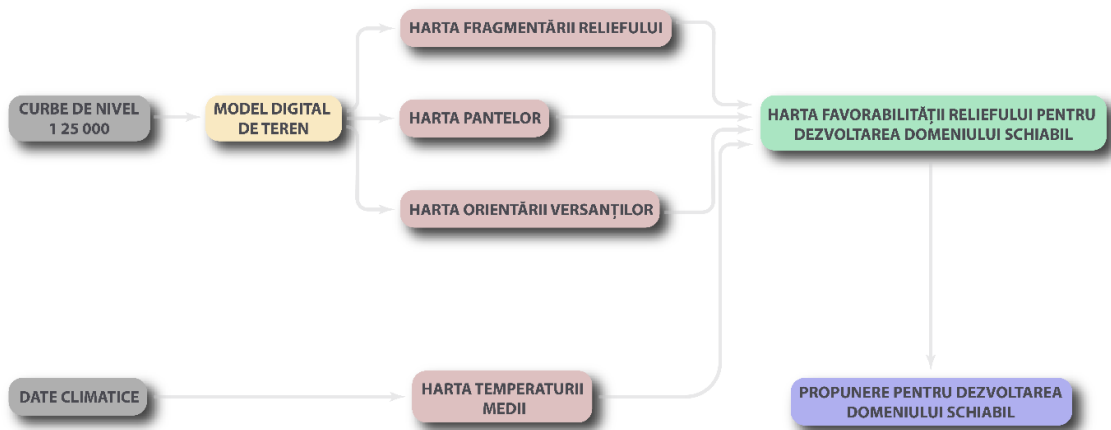 HARTA FRAGMENTĂRII RELIEFULUI
CURBE DE NIVEL
1 25 000
MODEL DIGITAL
DE TEREN
HARTA PANTELOR
HARTA FAVORABILITĂȚII RELIEFULUI PENTRU
DEZVOLTAREA DOMENIULUI SCHIABIL
HARTA ORIENTĂRII VERSANȚILOR
DATE CLIMATICE
HARTA TEMPERATURII
MEDII
PROPUNERE PENTRU DEZVOLTAREA
DOMENIULUI SCHIABIL